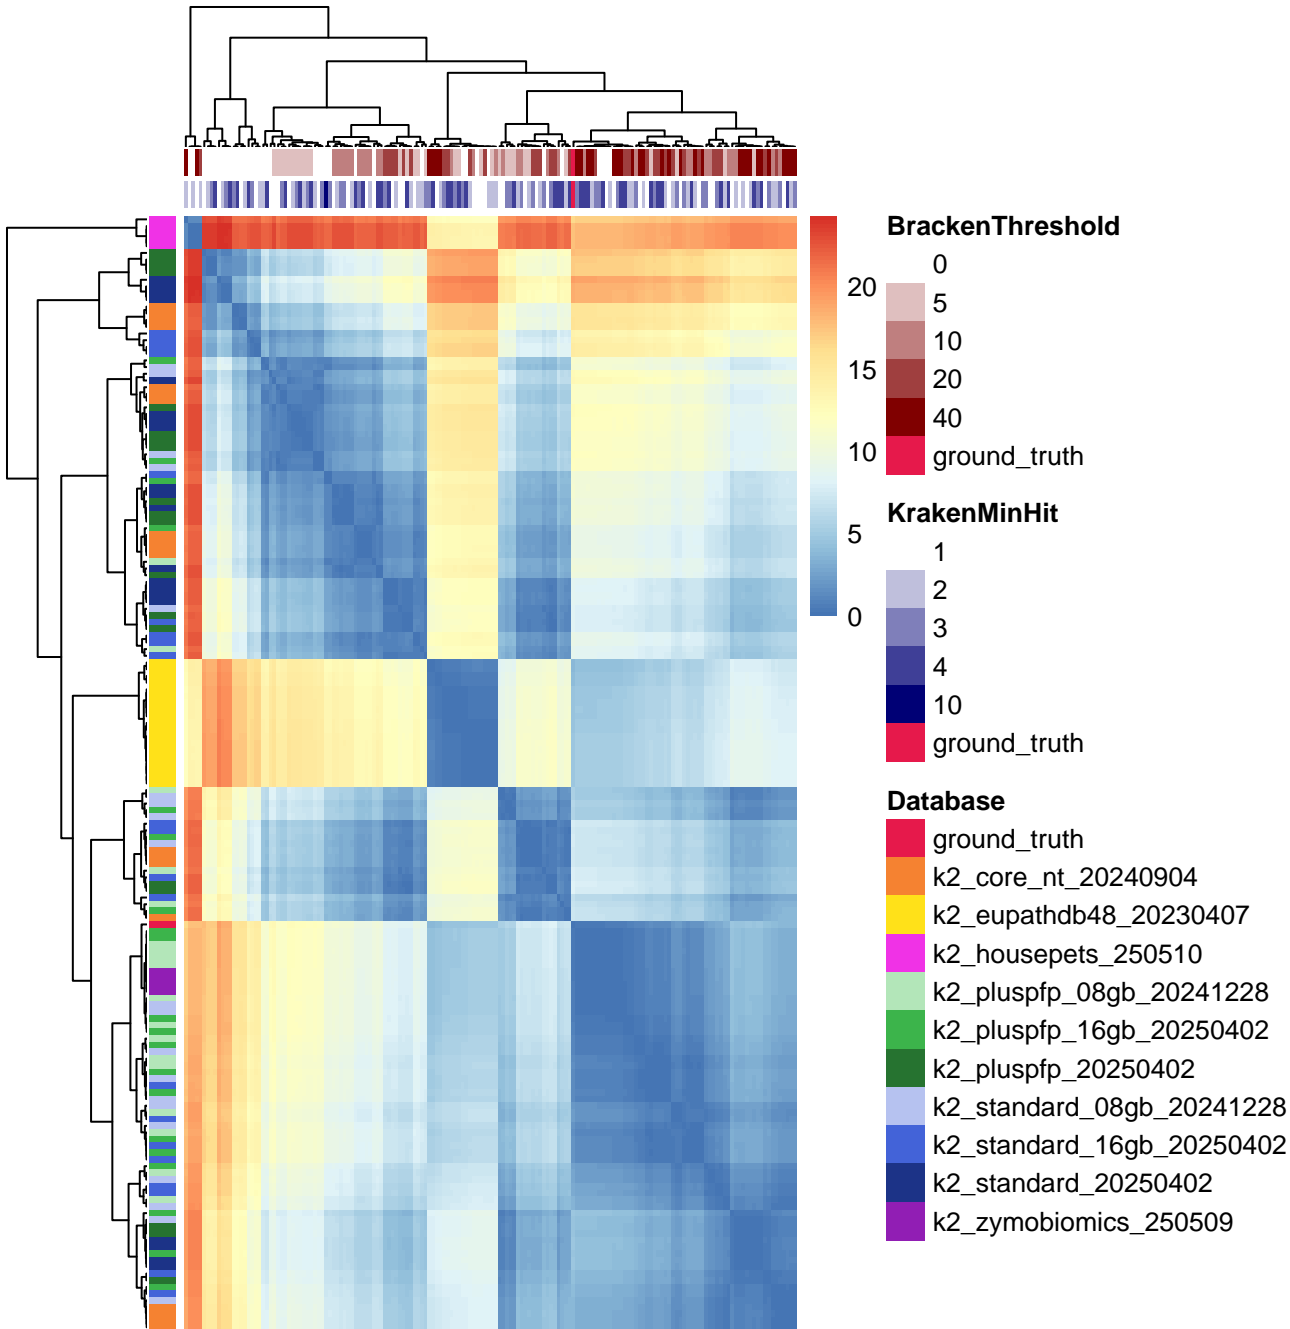 20
15
10
5
0
BrackenThreshold
0
5
10
20
40
ground_truth
KrakenMinHit
1
2
3
4
10
ground_truth
Database
ground_truth
k2_core_nt_20240904
k2_eupathdb48_20230407
k2_housepets_250510
k2_pluspfp_08gb_20241228
k2_pluspfp_16gb_20250402
k2_pluspfp_20250402
k2_standard_08gb_20241228
k2_standard_16gb_20250402
k2_standard_20250402
k2_zymobiomics_250509